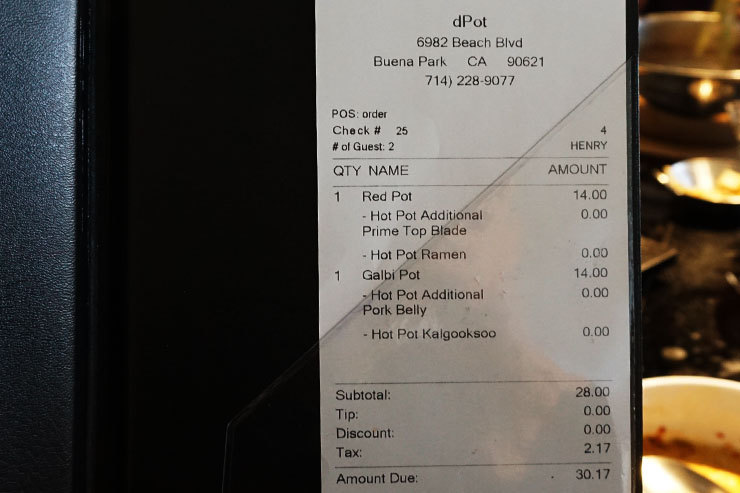 dPot
6982 Beach Blvd
Buena Park CA 90621
714) 228-9077
POS: order
Check # 25 4
# of Guest: 2 HENRY
QTY NAME AMOUNT
1 Red Pot 14.00
- Hot Pot Additional 0.00
Prime Top Blade
- Hot Pot Ramen 0.00
1 Galbi Pot 14.00
- Hot Pot Additional 0.00
Pork Belly
- Hot Pot Kalgooksoo 0.00
Subtotal: 28.00
Tip: 0.00
Discount: 0.00
Tax: 2.17
Amount Due: 30.17